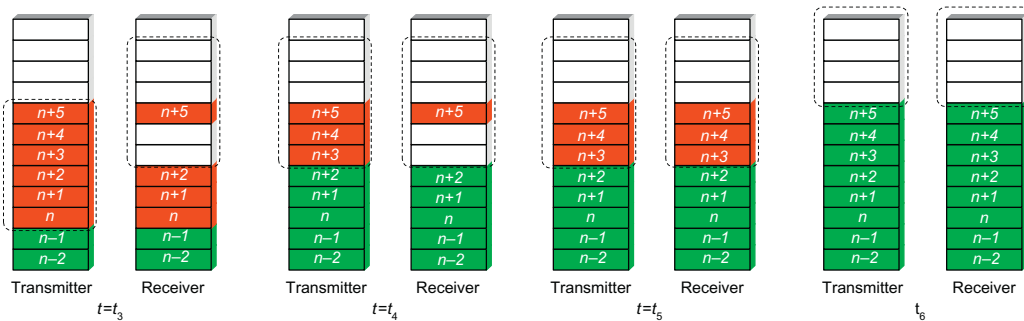 n+5 n+5 n+5 n+5 n+5 n+5 n+5
n+4 n+4 n+4 n+4 n+4 n+4
n+3 n+3 n+3 n+3 n+3 n+3
n+2 n+2 n+2 n+2 n+2 n+2 n+2 n+2
n+1 n+1 n+1 n+1 n+1 n+1 n+1 n+1
n n n n n n n n
n–1 n–1 n–1 n–1 n–1 n–1 n–1 n–1
n–2 n–2 n–2 n–2 n–2 n–2 n–2 n–2
Transmitter Receiver Transmitter Receiver Transmitter Receiver Transmitter Receiver
t=t3 t=t4 t=t5 t6